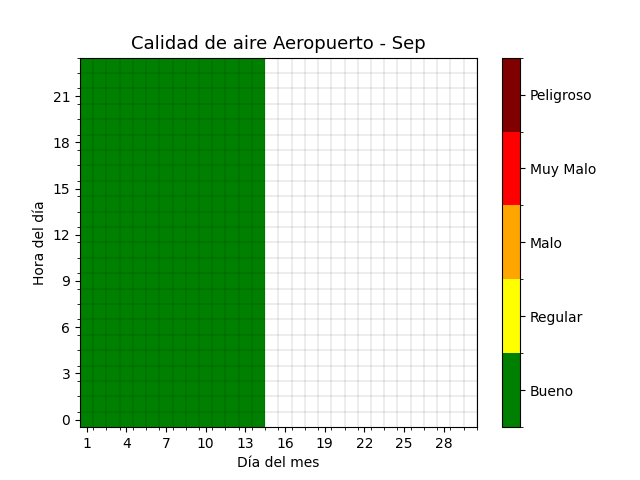 Calidad de aire Aeropuerto - Sep
Hora del día
21
18
15
12
9
6
3
0
1 4 7 10 13 16 19 22 25 28
Día del mes
Peligroso
Muy Malo
Malo
Regular
Bueno